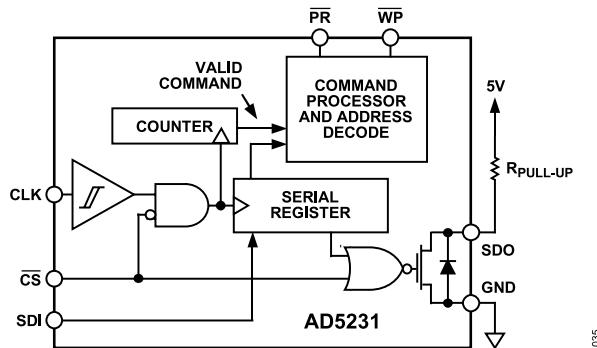 PR
WP
VALID
COMMAND
COMMAND
PROCESSOR
AND ADDRESS
DECODE
5V
COUNTER
RPULL-UP
CLK
SERIAL
REGISTER
SDO
CS
GND
SDI
AD5231
035